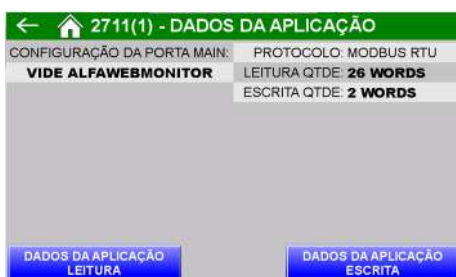 2711(1) - DADOS DA APLICAÇÃO
CONFIGURAÇÃO DA PORTA MAIN:
VIDE ALFAWEBMONITOR
PROTOCOLO: MODBUS RTU
LEITURA QTDE: 26 WORDS
ESCRITA QTDE: 2 WORDS
DADOS DA APLICAÇÃO
LEITURA
DADOS DA APLICAÇÃO
ESCRITA